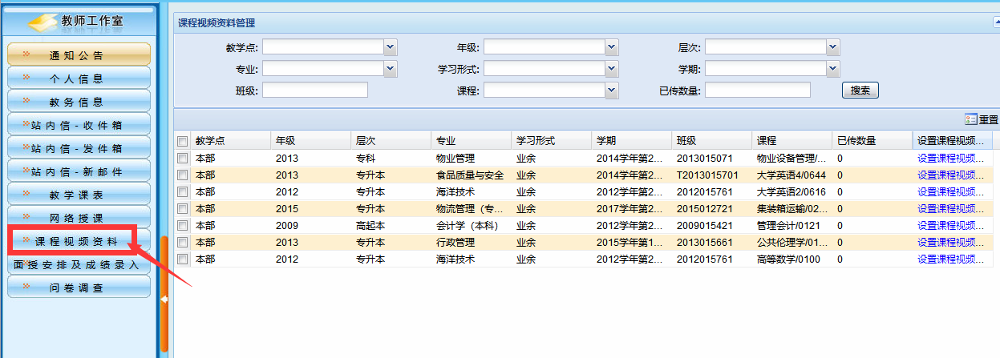 教师工作室
通知公告
个人信息
教务信息
站内信-收件箱
站内信-发件箱
站内信-新邮件
教学课表
网络授课
课程视频资料
面授安排及成绩录入
问卷调查
课程视频资料管理
教学点: 年级: 层次:
专业: 学习形式: 学期:
班级: 课程: 已传数量: 搜索
重置
教学点 年级 层次 专业 学习形式 学期 班级 课程 已传数量 设置课程视频...
本部 2013 专科 物业管理 业余 2014学年第2... 2013015071 物业设备管理/... 0 设置课程视频...
本部 2013 专升本 食品质量与安全 业余 2014学年第2... T2013015701 大学英语4/0644 0 设置课程视频...
本部 2012 专升本 海洋技术 业余 2012学年第2... 2012015761 大学英语2/0616 0 设置课程视频...
本部 2015 专升本 物流管理（专... 业余 2017学年第2... 2015012721 集装箱运输/02... 0 设置课程视频...
本部 2009 高起本 会计学（本科） 业余 2012学年第2... 2009015421 管理会计/0121 0 设置课程视频...
本部 2013 专升本 行政管理 业余 2015学年第1... 2013015661 公共伦理学/01... 0 设置课程视频...
本部 2012 专升本 海洋技术 业余 2012学年第2... 2012015761 高等数学/0100 0 设置课程视频...